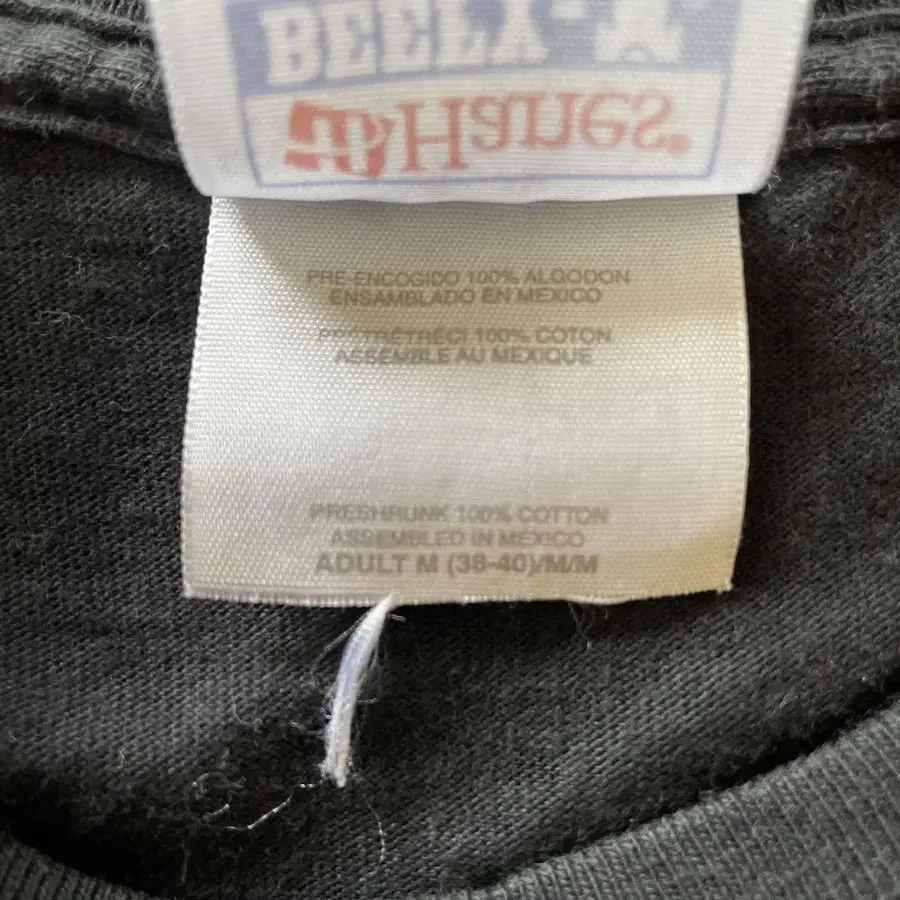 BEEFY-T
Hanes®
PRE-ENCOGIDO 100% ALGODON
ENSAMBLADO EN MEXICO
PRÉTRÉTRÉCI 100% COTON
ASSEMBLE AU MEXIQUE
PRESHRUNK 100% COTTON
ASSEMBLED IN MEXICO
ADULT M (38-40)/M/M